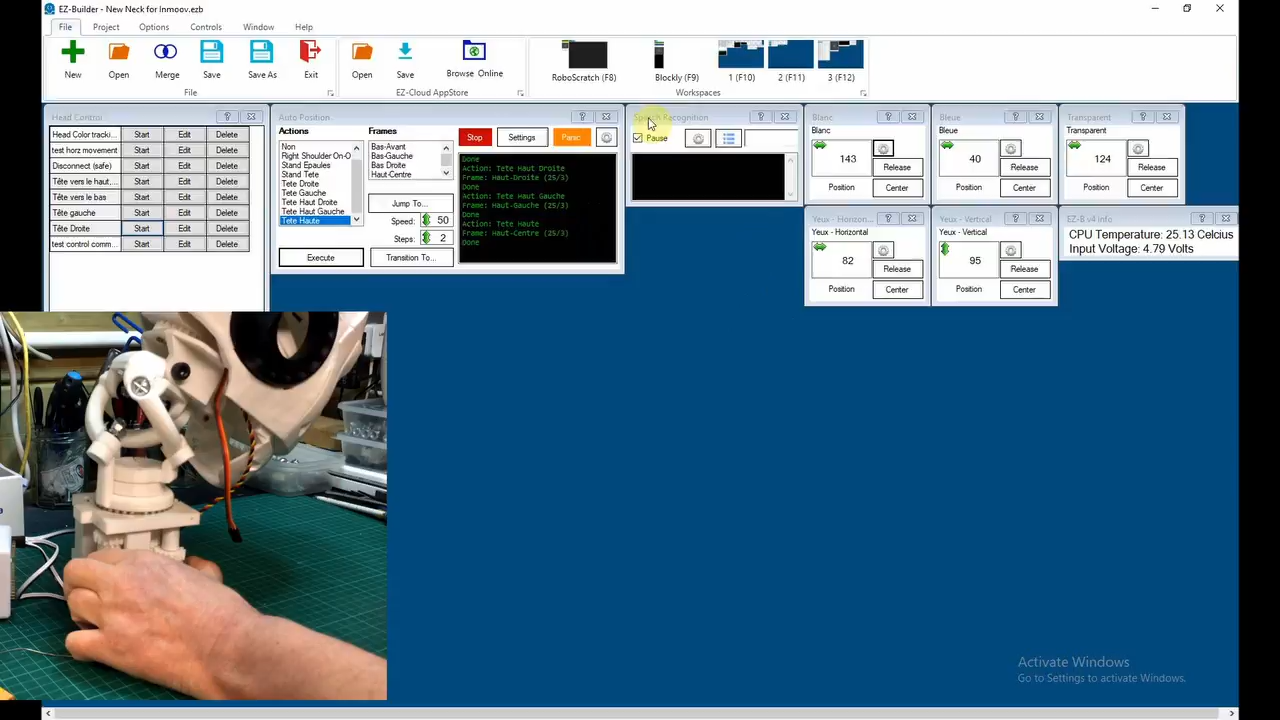 EZ-Builder - New Neck for Inmoov.ezb
File Project Options Controls Window Help
New Open Merge Save Save As Exit Open Save Browse Online RoboScratch (F8) Blockly (F9) 1 (F10) 2 (F11) 3 (F12)
File EZ-Cloud AppStore Workspaces
Head Control
Head Color tracki... Start Edit Delete
test horz movement Start Edit Delete
Disconnect (safe) Start Edit Delete
Tête vers le haut,... Start Edit Delete
Tête vers le bas Start Edit Delete
Tête gauche Start Edit Delete
Tête Droite Start Edit Delete
test control comm... Start Edit Delete
Auto Position
Actions
Non
Right Shoulder On-O
Stand Epaules
Stand Tete
Tete Droite
Tete Gauche
Tete Haut Droite
Tete Haut Gauche
Tete Haute
Execute
Frames
Bas-Avant
Bas-Gauche
Bas Droite
Haut-Centre
Jump To...
Speed: 50
Steps: 2
Transition To...
Stop Settings Panic
Done
Action: Tete Haut Droite
Frame: Haut-Droite (25/3)
Done
Action: Tete Haut Gauche
Frame: Haut-Gauche (25/3)
Done
Action: Tete Haute
Frame: Haut-Centre (25/3)
Done
Speech Recognition
Pause
Blanc
Blanc
143
Release
Position Center
Bleue
Bleue
40
Release
Position Center
Transparent
Transparent
124
Release
Position Center
Yeux - Horizon...
Yeux - Horizontal
82
Release
Position Center
Yeux - Vertical
Yeux - Vertical
95
Release
Position Center
EZ-B v4 info
CPU Temperature: 25.13 Celcius
Input Voltage: 4.79 Volts
Activate Windows
Go to Settings to activate Windows.